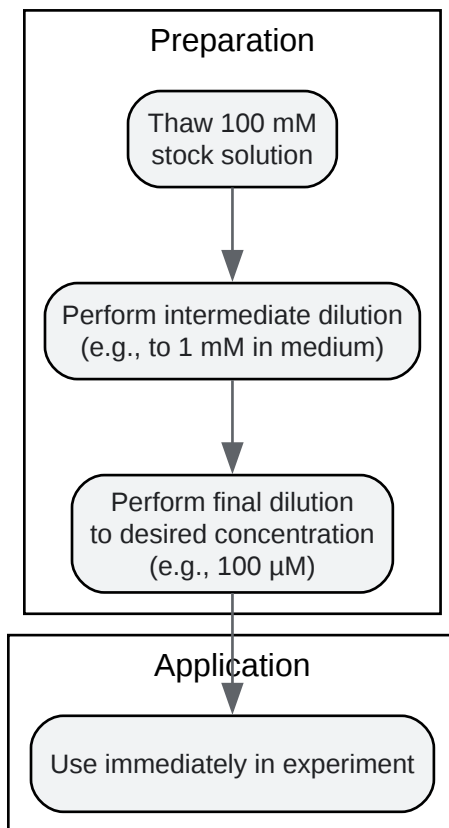 Preparation
Thaw 100 mM
stock solution
Perform intermediate dilution
(e.g., to 1 mM in medium)
Perform final dilution
to desired concentration
(e.g., 100 µM)
Application
Use immediately in experiment